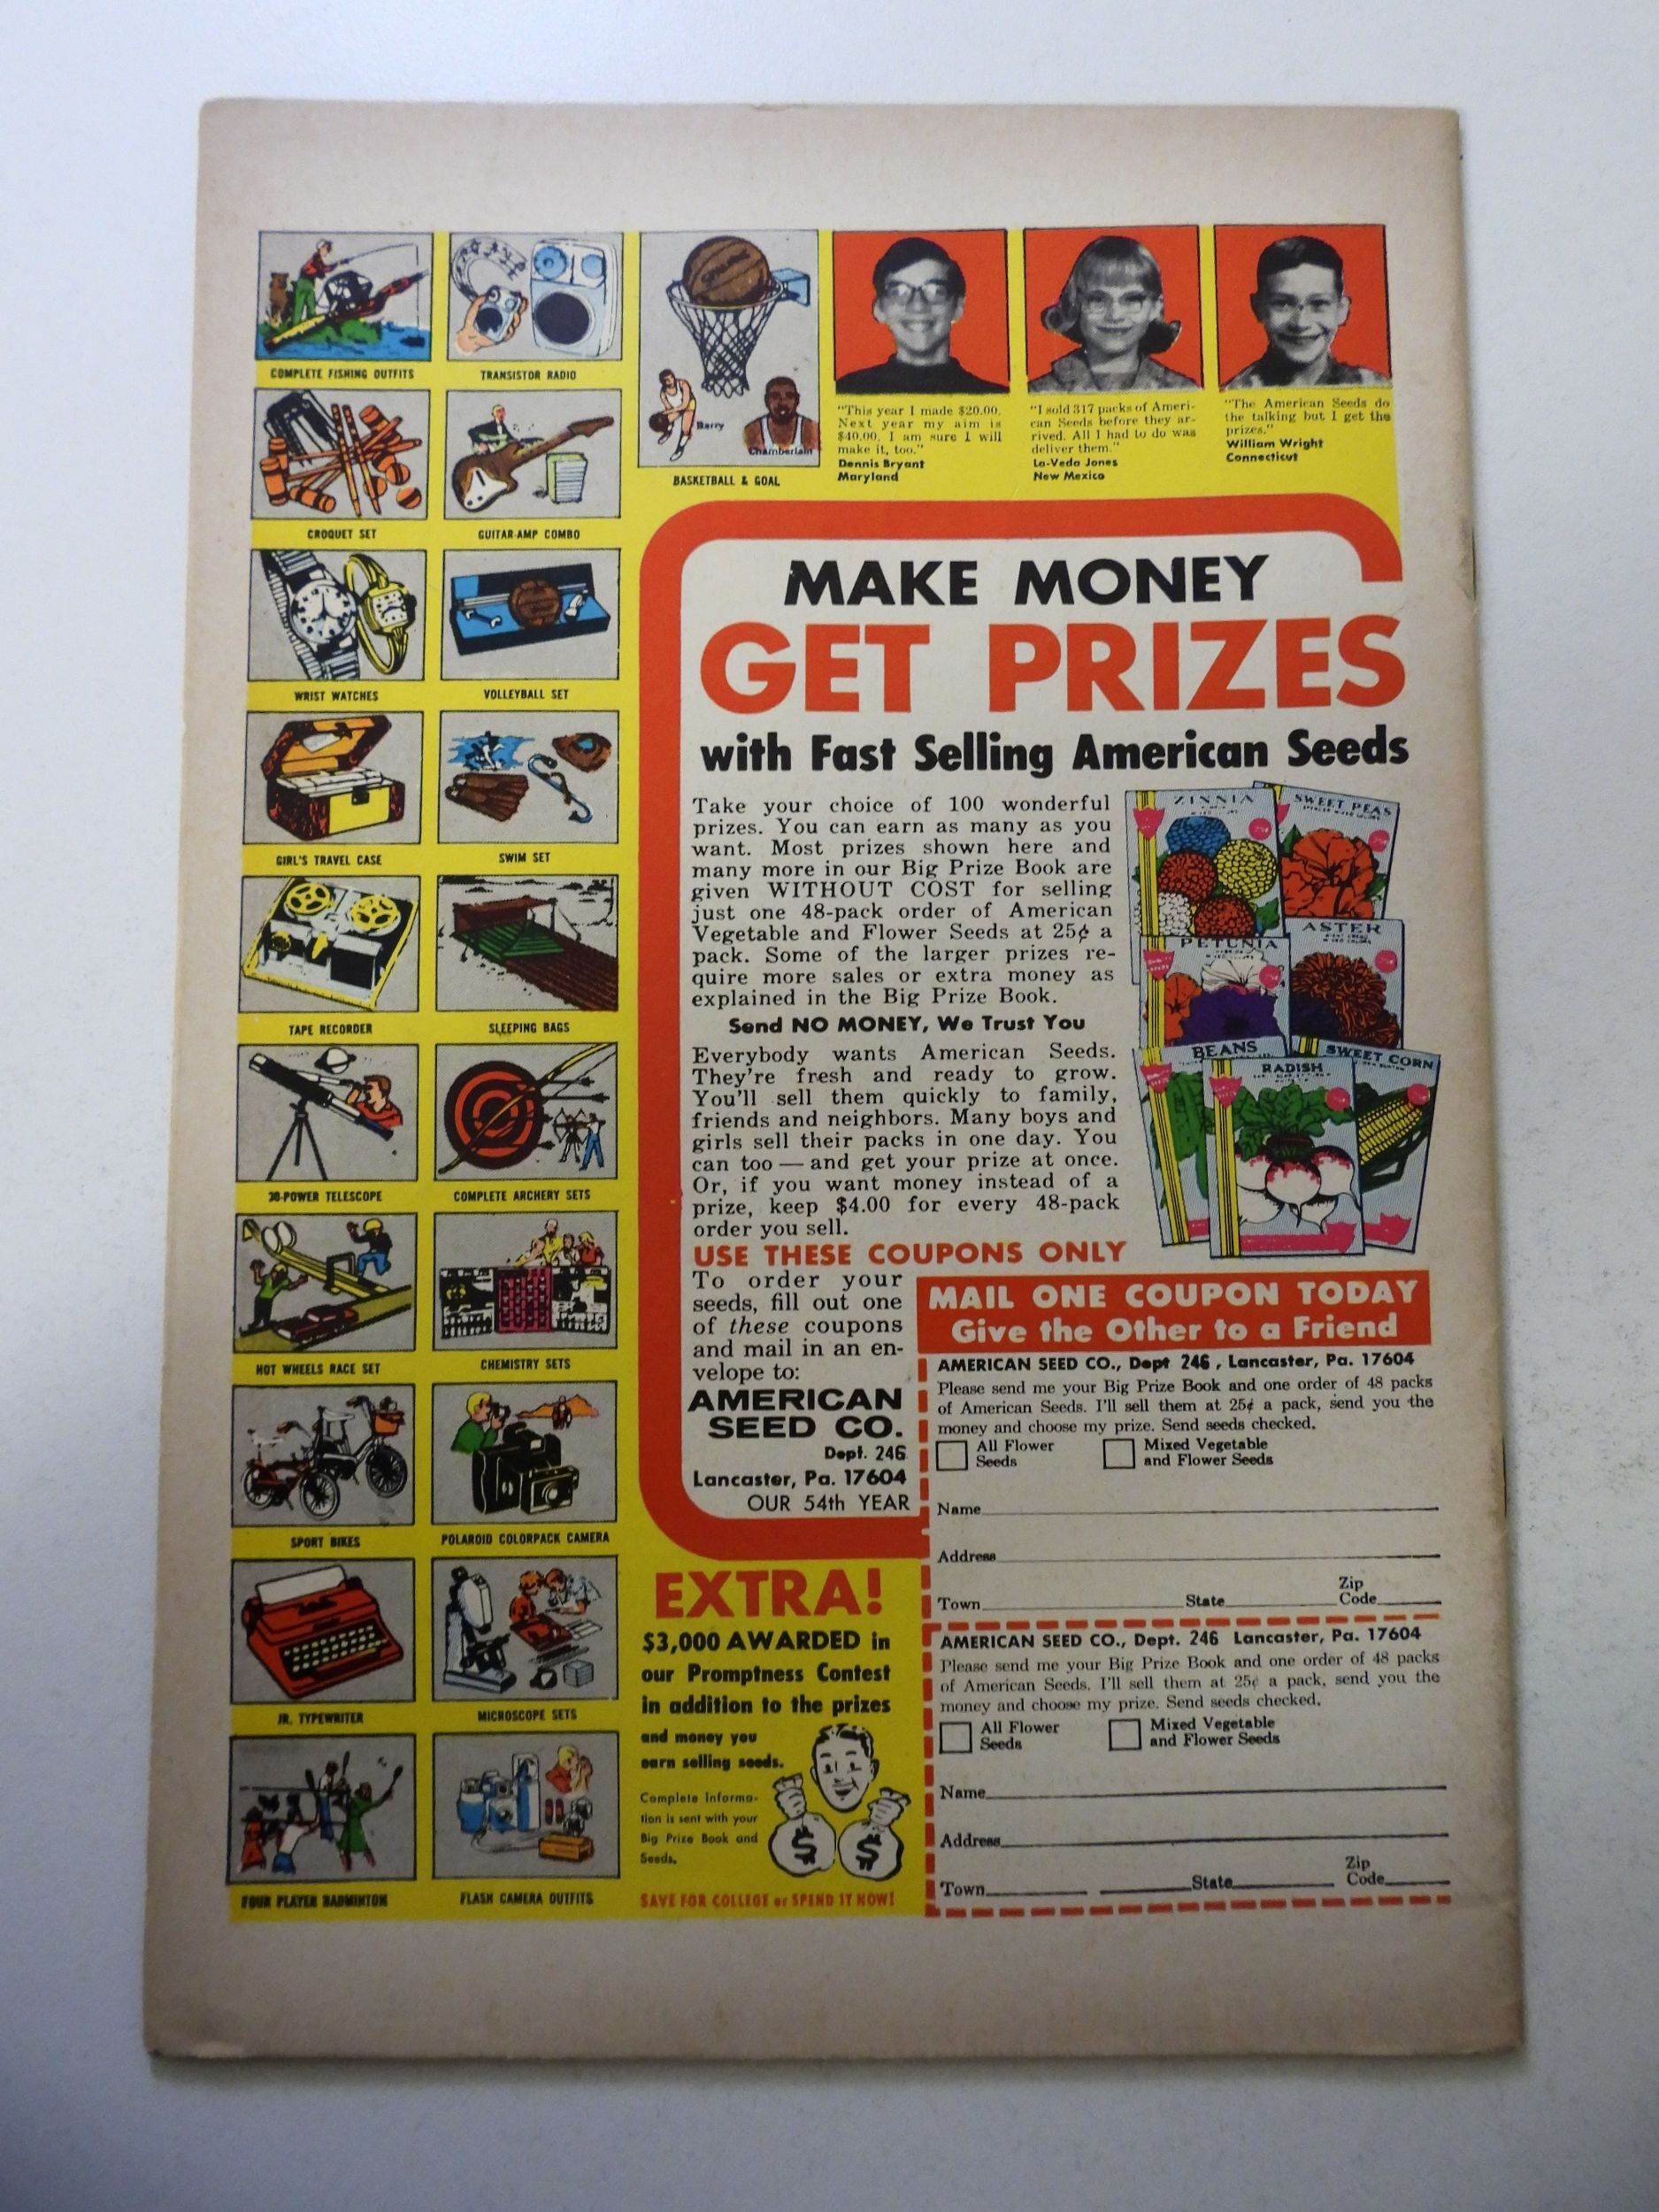 COMPLETE FISHING OUTFITS
TRANSISTOR RADIO
CROQUET SET
GUITAR-AMP COMBO
WRIST WATCHES
VOLLEYBALL SET
GIRL'S TRAVEL CASE
SWIM SET
TAPE RECORDER
SLEEPING BAGS
30-POWER TELESCOPE
COMPLETE ARCHERY SETS
HOT WHEELS RACE SET
CHEMISTRY SETS
SPORT BIKES
POLAROID COLORPACK CAMERA
JR. TYPEWRITER
MICROSCOPE SETS
FOUR PLAYER BADMINTON
FLASH CAMERA OUTFITS
SPALDING
Barry
Chamberlain
BASKETBALL & GOAL
"This year I made $20.00.
Next year my aim is
$40.00. I am sure I will
make it, too."
Dennis Bryant
Maryland
"I sold 317 packs of Ameri-
can Seeds before they ar-
rived. All I had to do was
deliver them."
La-Veda Jones
New Mexico
"The American Seeds do
the talking but I get the
prizes."
William Wright
Connecticut
MAKE MONEY
GET PRIZES
with Fast Selling American Seeds
Take your choice of 100 wonderful
prizes. You can earn as many as you
want. Most prizes shown here and
many more in our Big Prize Book are
given WITHOUT COST for selling
just one 48-pack order of American
Vegetable and Flower Seeds at 25¢ a
pack. Some of the larger prizes re-
quire more sales or extra money as
explained in the Big Prize Book.
Send NO MONEY, We Trust You
Everybody wants American Seeds.
They're fresh and ready to grow.
You'll sell them quickly to family,
friends and neighbors. Many boys and
girls sell their packs in one day. You
can too — and get your prize at once.
Or, if you want money instead of a
prize, keep $4.00 for every 48-pack
order you sell.
ZINNIA
SWEET PEAS
PETUNIA
ASTER
BEANS
SWEET CORN
RADISH
USE THESE COUPONS ONLY
To order your
seeds, fill out one
of these coupons
and mail in an en-
velope to:
AMERICAN
SEED CO.
Dept. 246
Lancaster, Pa. 17604
OUR 54th YEAR
MAIL ONE COUPON TODAY
Give the Other to a Friend
AMERICAN SEED CO., Dept 246, Lancaster, Pa. 17604
Please send me your Big Prize Book and one order of 48 packs
of American Seeds. I'll sell them at 25¢ a pack, send you the
money and choose my prize. Send seeds checked.
All Flower Seeds
Mixed Vegetable and Flower Seeds
Name
Address
Town State Zip Code
AMERICAN SEED CO., Dept. 246 Lancaster, Pa. 17604
Please send me your Big Prize Book and one order of 48 packs
of American Seeds. I'll sell them at 25¢ a pack, send you the
money and choose my prize. Send seeds checked.
All Flower Seeds
Mixed Vegetable and Flower Seeds
Name
Address
Town State Zip Code
EXTRA!
$3,000 AWARDED in
our Promptness Contest
in addition to the prizes
and money you
earn selling seeds.
Complete Informa-
tion is sent with your
Big Prize Book and
Seeds.
$ $
SAVE FOR COLLEGE or SPEND IT NOW!